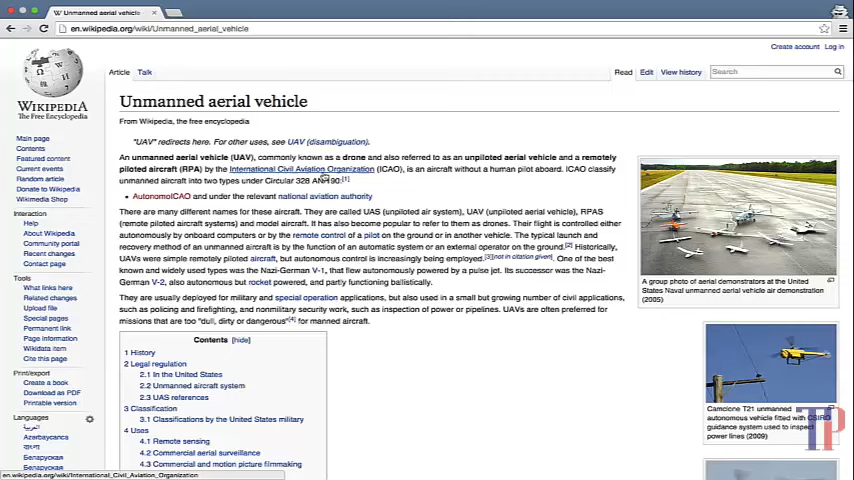 Unmanned aerial vehicle
en.wikipedia.org/wiki/Unmanned_aerial_vehicle
Create account Log in
Article Talk Read Edit View history Search
WIKIPEDIA
The Free Encyclopedia
Main page
Contents
Featured content
Current events
Random article
Donate to Wikipedia
Wikimedia Shop
Interaction
Help
About Wikipedia
Community portal
Recent changes
Contact page
Tools
What links here
Related changes
Upload file
Special pages
Permanent link
Page information
Wikidata item
Cite this page
Print/export
Create a book
Download as PDF
Printable version
Languages
العربية
Azərbaycanca
বাংলা
Беларуская
Беларуская
Unmanned aerial vehicle
From Wikipedia, the free encyclopedia
"UAV" redirects here. For other uses, see UAV (disambiguation).
An unmanned aerial vehicle (UAV), commonly known as a drone and also referred to as an unpiloted aerial vehicle and a remotely
piloted aircraft (RPA) by the International Civil Aviation Organization (ICAO), is an aircraft without a human pilot aboard. ICAO classify
unmanned aircraft into two types under Circular 328 AN/190:[1]
• AutonomoICAO and under the relevant national aviation authority
There are many different names for these aircraft. They are called UAS (unpiloted air system), UAV (unpiloted aerial vehicle), RPAS
(remote piloted aircraft systems) and model aircraft. It has also become popular to refer to them as drones. Their flight is controlled either
autonomously by onboard computers or by the remote control of a pilot on the ground or in another vehicle. The typical launch and
recovery method of an unmanned aircraft is by the function of an automatic system or an external operator on the ground.[2] Historically,
UAVs were simple remotely piloted aircraft, but autonomous control is increasingly being employed.[3][not in citation given] One of the best
known and widely used types was the Nazi-German V-1, that flew autonomously powered by a pulse jet. Its successor was the Nazi-
German V-2, also autonomous but rocket powered, and partly functioning ballistically.
They are usually deployed for military and special operation applications, but also used in a small but growing number of civil applications,
such as policing and firefighting, and nonmilitary security work, such as inspection of power or pipelines. UAVs are often preferred for
missions that are too "dull, dirty or dangerous"[4] for manned aircraft.
Contents [hide]
1 History
2 Legal regulation
2.1 In the United States
2.2 Unmanned aircraft system
2.3 UAS references
3 Classification
3.1 Classifications by the United States military
4 Uses
4.1 Remote sensing
4.2 Commercial aerial surveillance
4.3 Commercial and motion picture filmmaking
A group photo of aerial demonstrators at the United
States Naval unmanned aerial vehicle air demonstration
(2005)
Camclone T21 unmanned
autonomous vehicle fitted with CSIRO
guidance system used to inspect
power lines (2009)
TP
en.wikipedia.org/wiki/International_Civil_Aviation_Organization